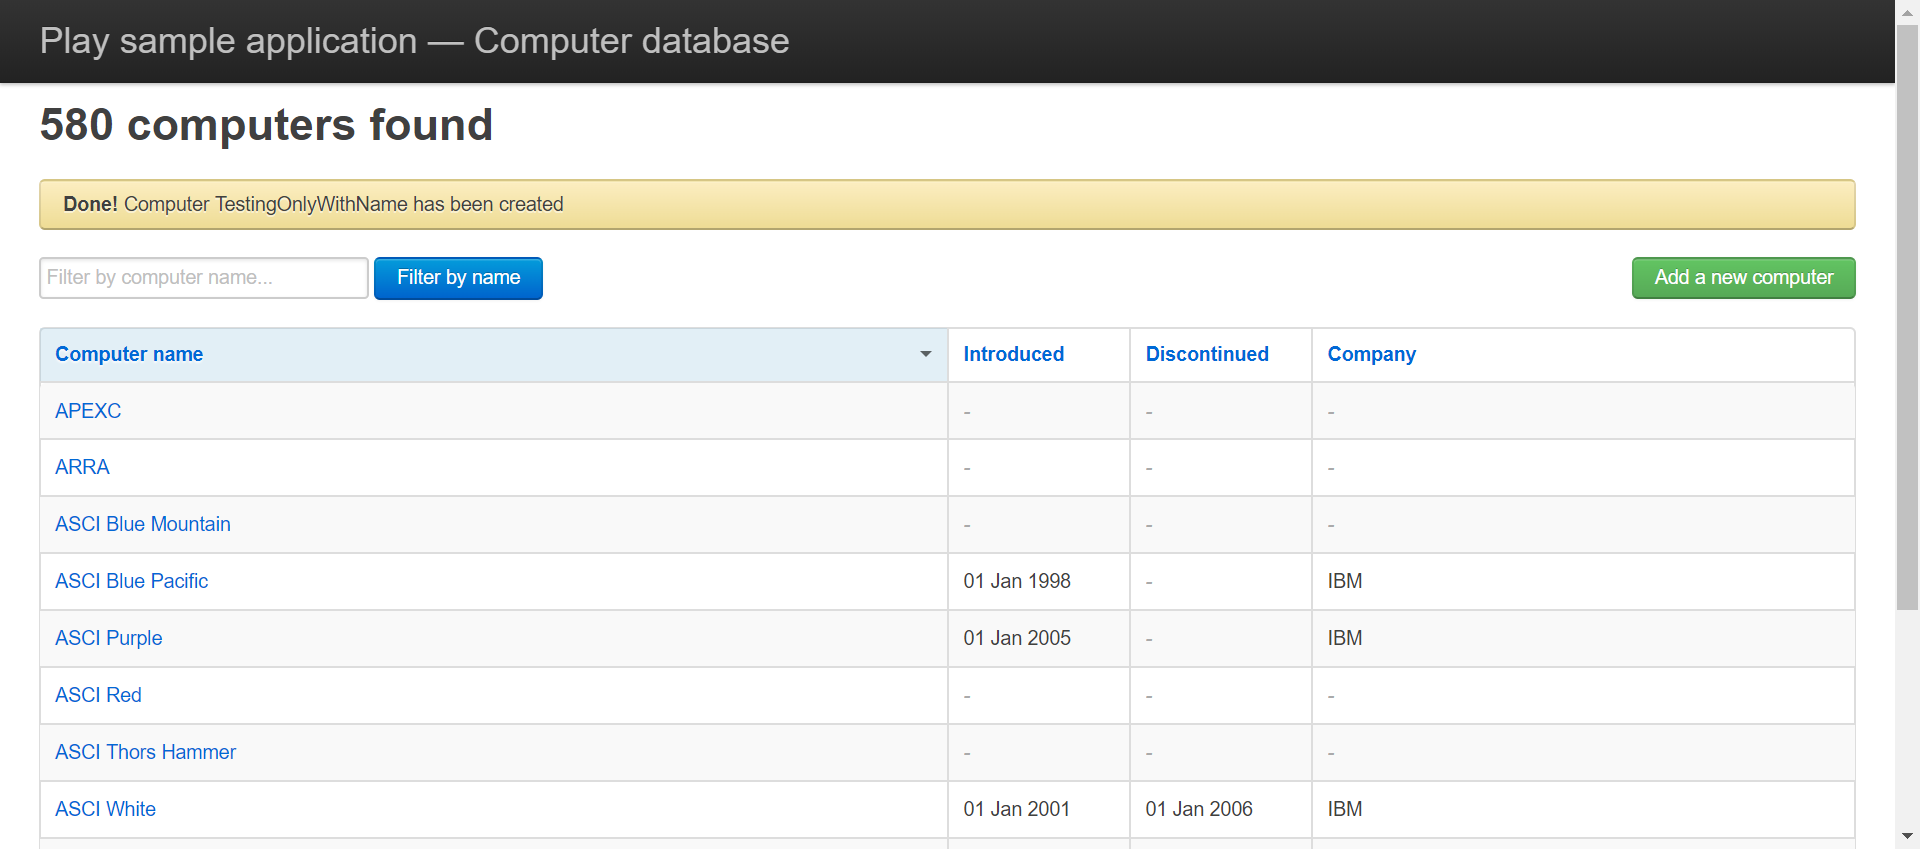 Play sample application — Computer database
580 computers found
Done! Computer TestingOnlyWithName has been created
Filter by computer name... Filter by name Add a new computer
Computer name Introduced Discontinued Company
APEXC - - -
ARRA - - -
ASCI Blue Mountain - - -
ASCI Blue Pacific 01 Jan 1998 - IBM
ASCI Purple 01 Jan 2005 - IBM
ASCI Red - - -
ASCI Thors Hammer - - -
ASCI White 01 Jan 2001 01 Jan 2006 IBM